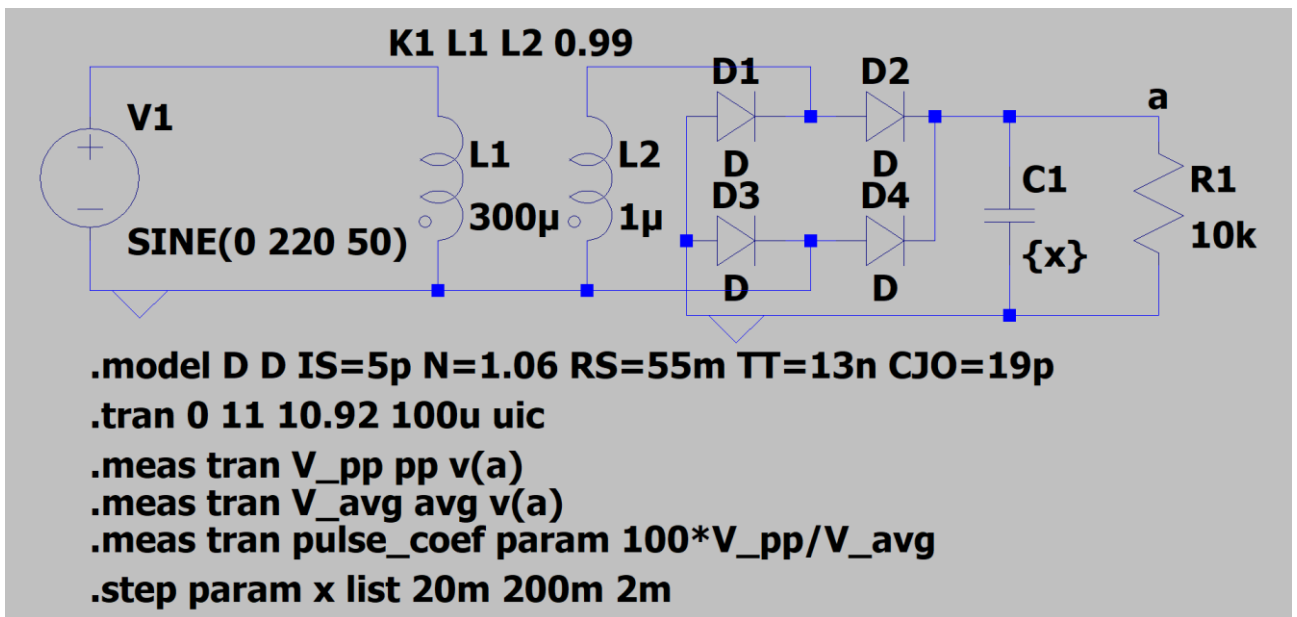 K1 L1 L2 0.99
D1
D2
a
V1
L1
L2
D
D
D3
D4
C1
R1
300µ
1µ
10k
SINE(0 220 50)
{x}
D
D
.model D D IS=5p N=1.06 RS=55m TT=13n CJO=19p
.tran 0 11 10.92 100u uic
.meas tran V_pp pp v(a)
.meas tran V_avg avg v(a)
.meas tran pulse_coef param 100*V_pp/V_avg
.step param x list 20m 200m 2m